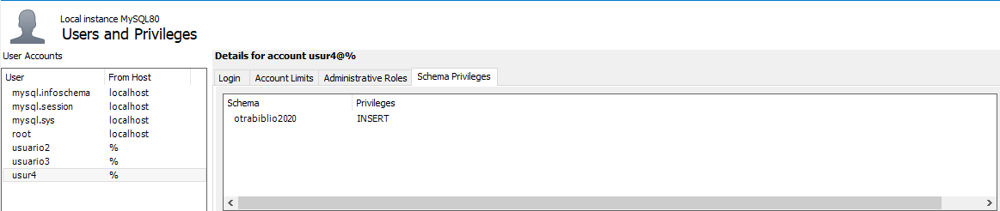 Local instance MySQL80
Users and Privileges
User Accounts
User From Host
mysql.infoschema localhost
mysql.session localhost
mysql.sys localhost
root localhost
usuario2 %
usuario3 %
usur4 %
Details for account usur4@%
Login Account Limits Administrative Roles Schema Privileges
Schema Privileges
otrabiblio2020 INSERT